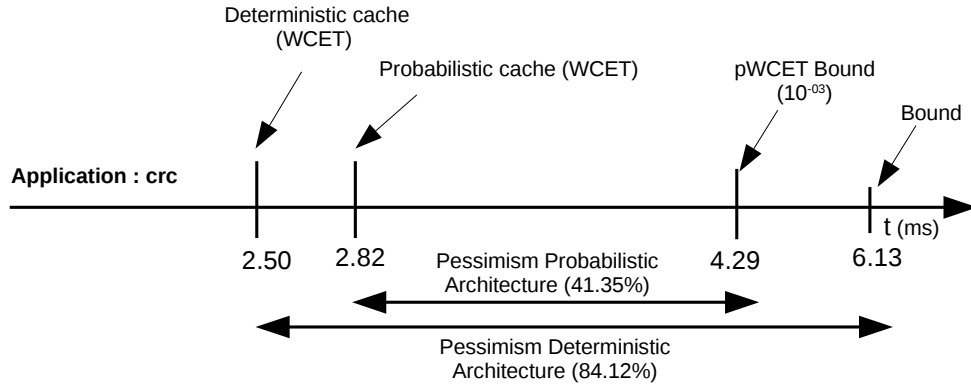 Deterministic cache
(WCET)
Probabilistic cache (WCET)
pWCET Bound
(10-03)
Bound
Application : crc
t (ms)
2.50
2.82
4.29
6.13
Pessimism Probabilistic
Architecture (41.35%)
Pessimism Deterministic
Architecture (84.12%)